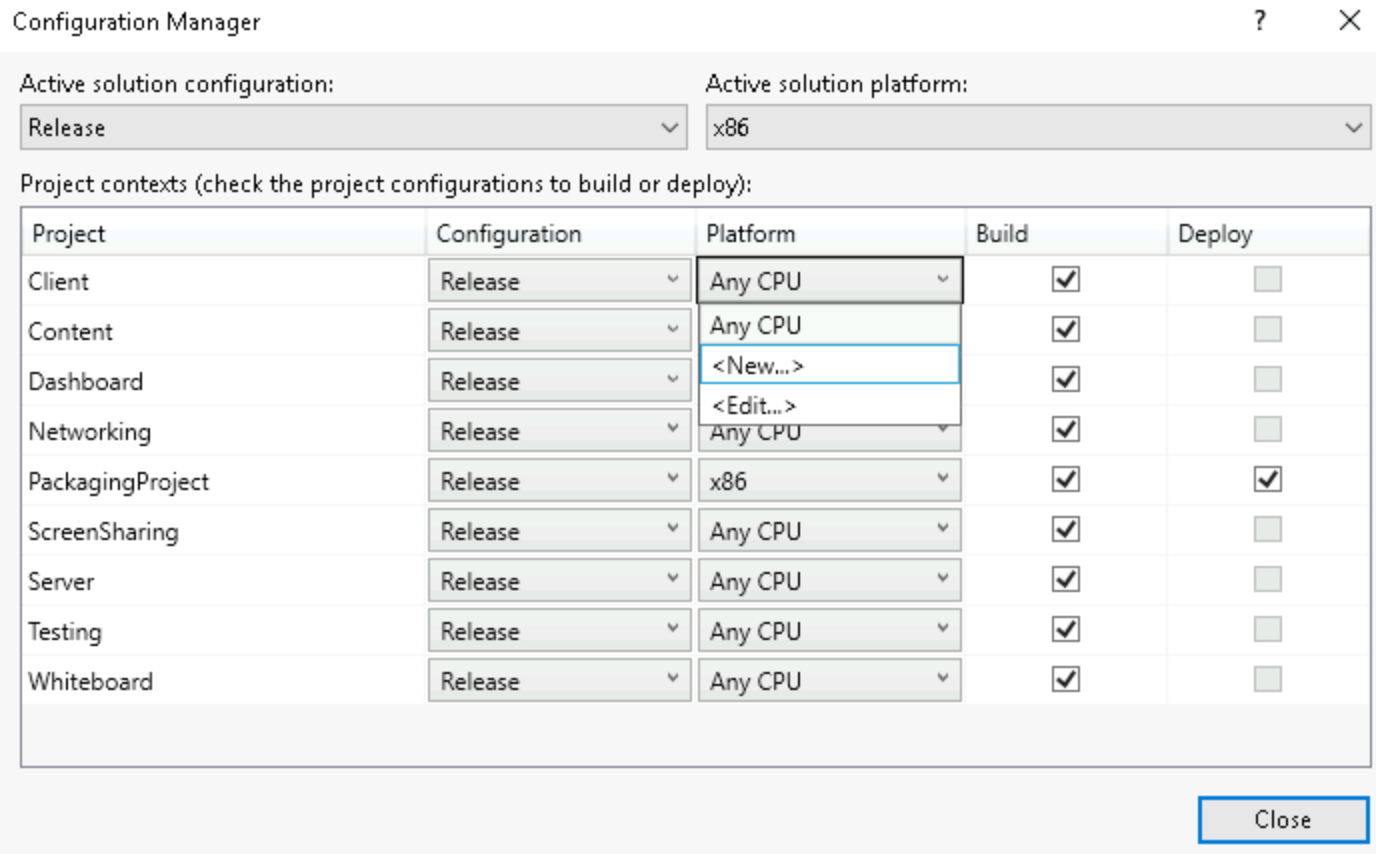 Configuration Manager ?
Active solution configuration: Active solution platform:
Release x86
Project contexts (check the project configurations to build or deploy):
Project Configuration Platform Build Deploy
Client Release Any CPU
Content Release Any CPU
<New...>
Dashboard Release
<Edit...>
Networking Release Any CPU
PackagingProject Release x86
ScreenSharing Release Any CPU
Server Release Any CPU
Testing Release Any CPU
Whiteboard Release Any CPU
Close